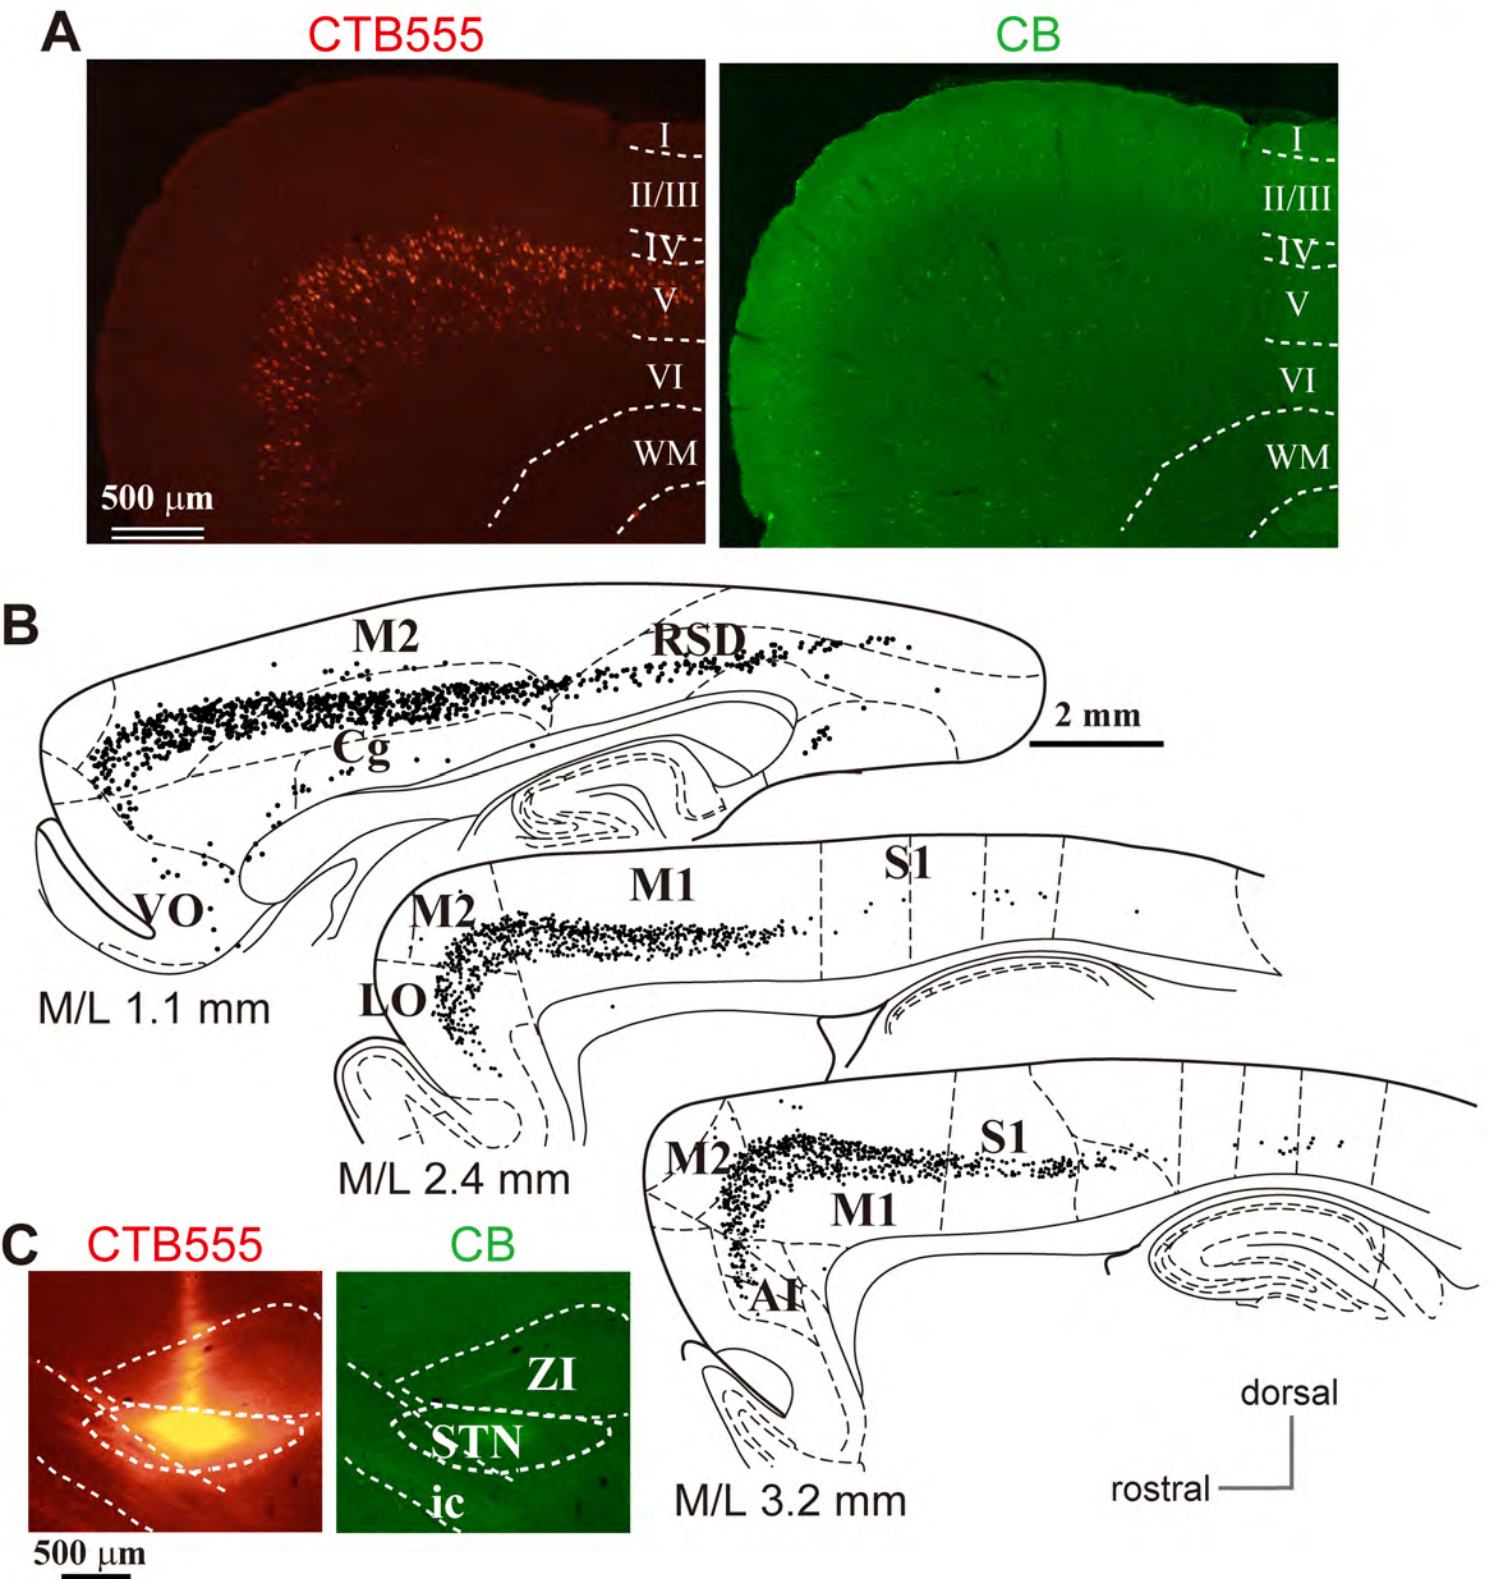 A
CTB555
CB
I
II/III
IV
V
VI
WM
500 μm
I
II/III
IV
V
VI
WM
B
M2
RSD
Cg
VO
2 mm
M/L 1.1 mm
M2
M1
S1
LO
M/L 2.4 mm
M2
S1
M1
AI
M/L 3.2 mm
C
CTB555
CB
ZI
STN
ic
500 μm
dorsal
rostral